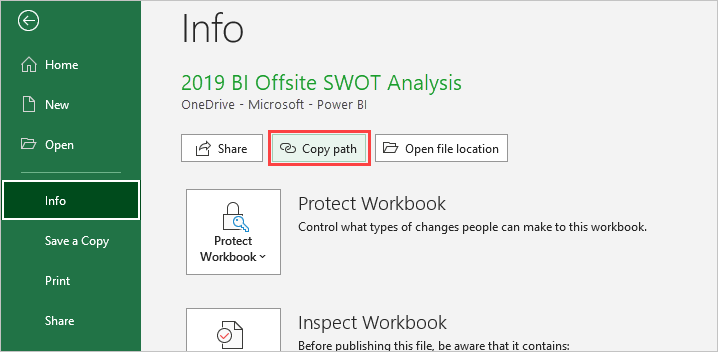 Info
Home
2019 BI Offsite SWOT Analysis
New
OneDrive - Microsoft - Power BI
Open
Share
Copy path
Open file location
Info
Protect Workbook
Control what types of changes people can make to this workbook.
Protect
Workbook
Save a Copy
Print
Share
Inspect Workbook
Before publishing this file, be aware that it contains: